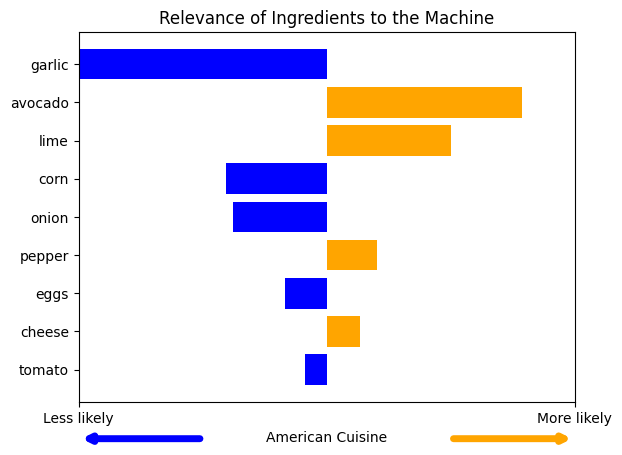 Relevance of Ingredients to the Machine
garlic
avocado
lime
corn
onion
pepper
eggs
cheese
tomato
Less likely
More likely
American Cuisine